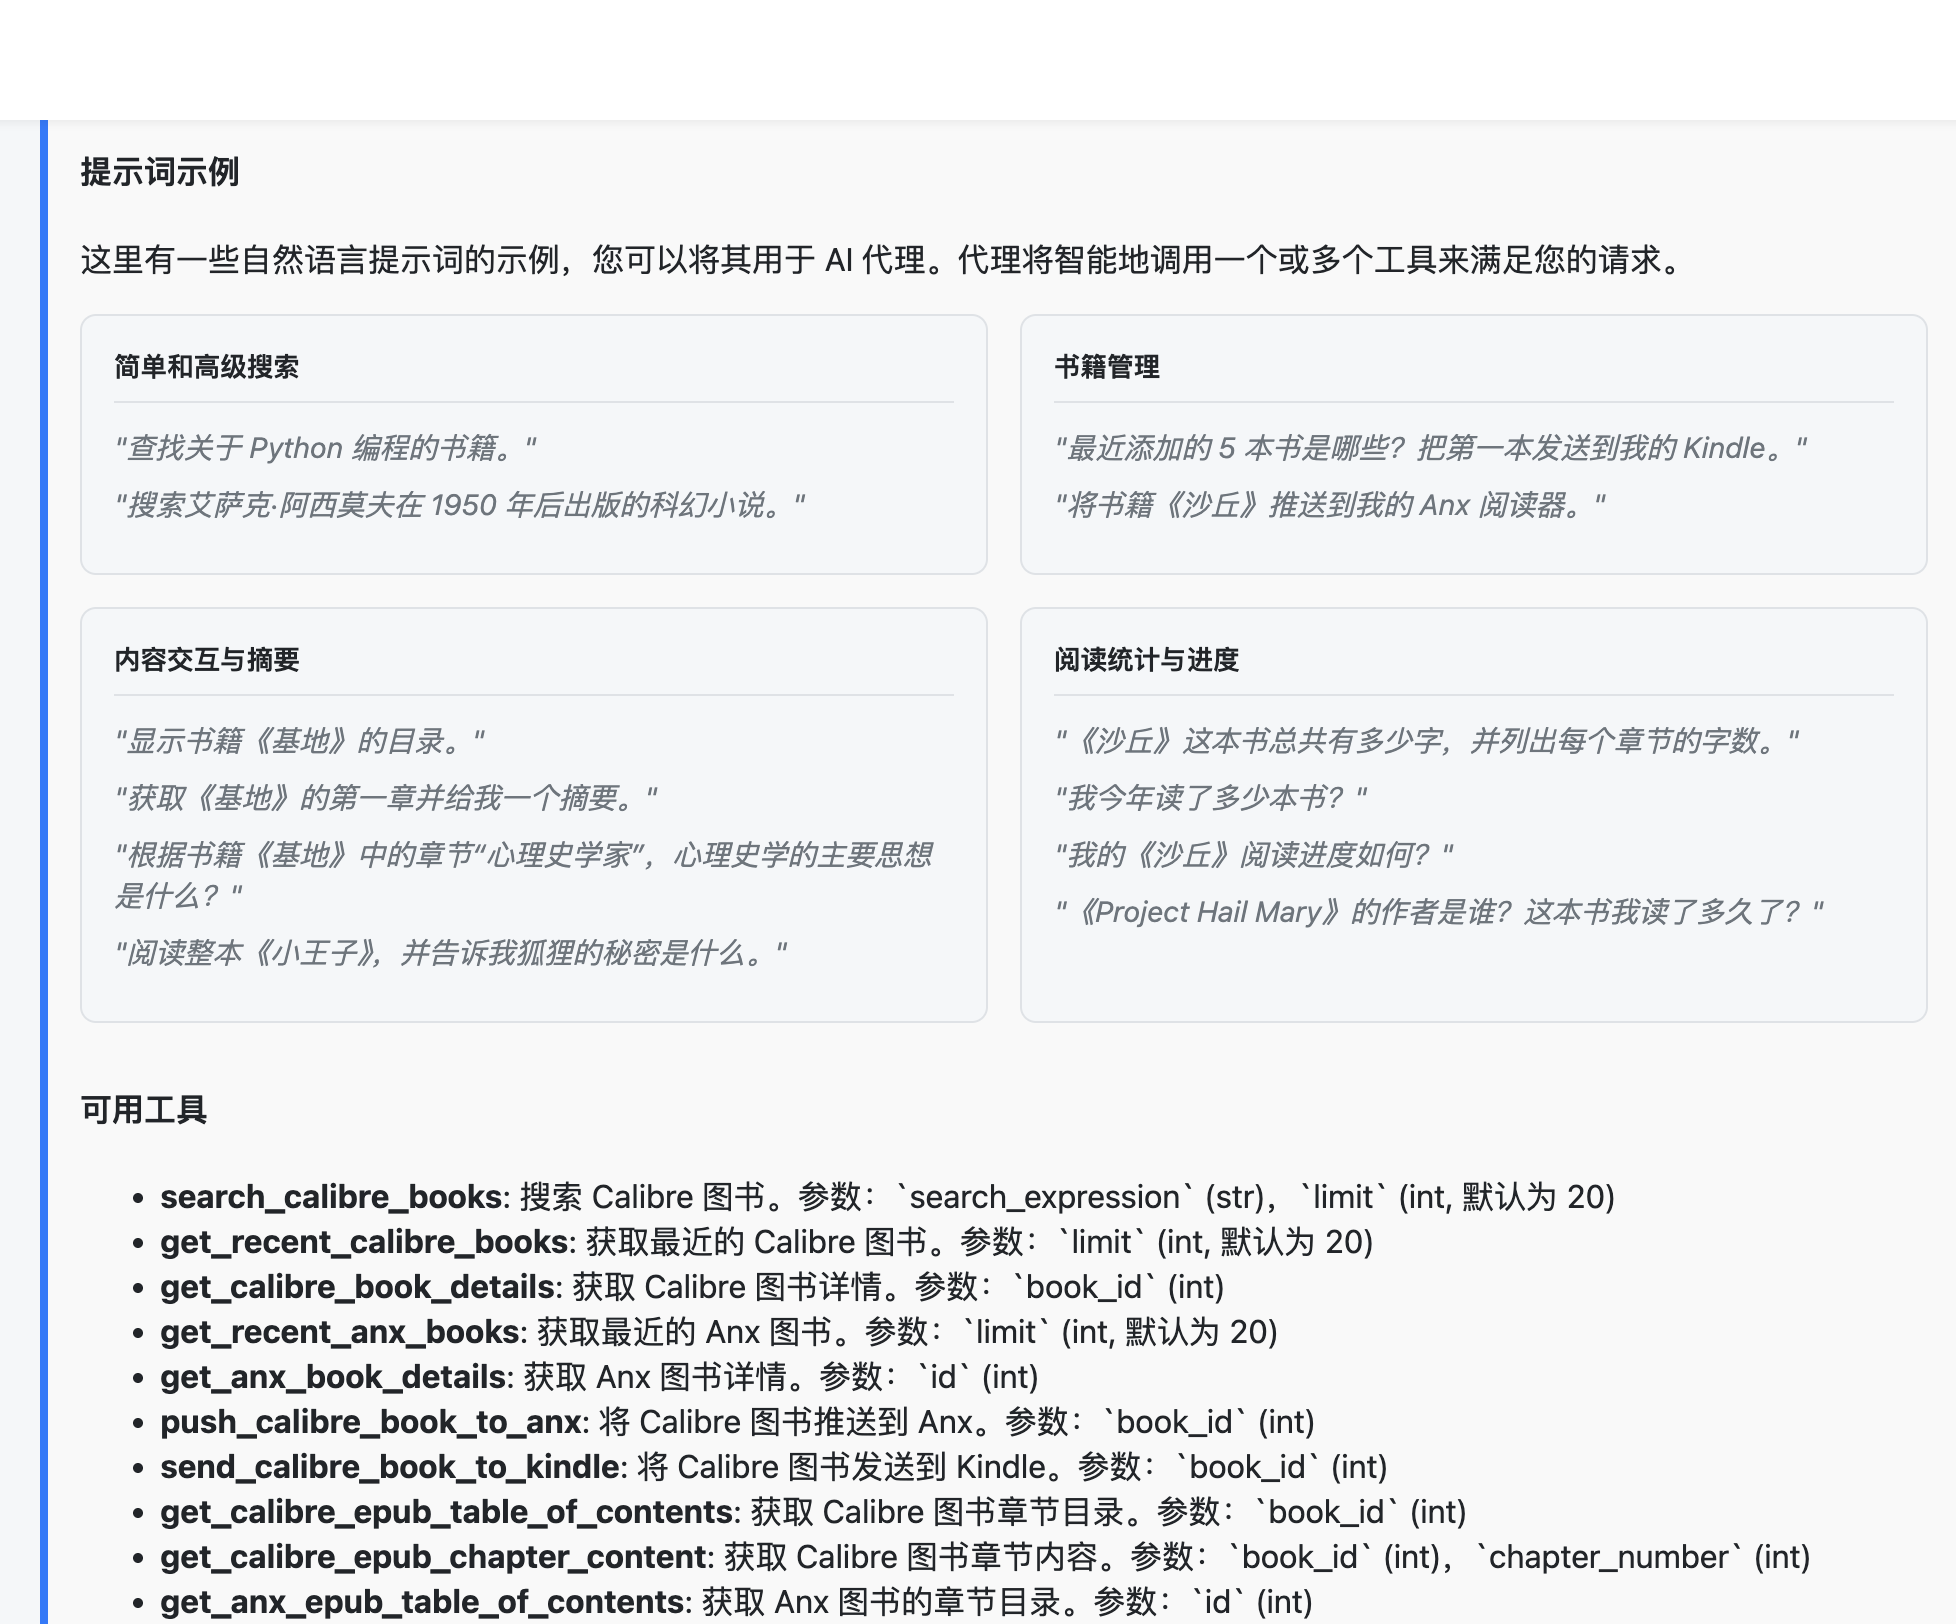 提示词示例
这里有一些自然语言提示词的示例，您可以将其用于 AI 代理。代理将智能地调用一个或多个工具来满足您的请求。
简单和高级搜索
"查找关于 Python 编程的书籍。"
"搜索艾萨克·阿西莫夫在 1950 年后出版的科幻小说。"
书籍管理
"最近添加的 5 本书是哪些？把第一本发送到我的 Kindle。"
"将书籍《沙丘》推送到我的 Anx 阅读器。"
内容交互与摘要
"显示书籍《基地》的目录。"
"获取《基地》的第一章并给我一个摘要。"
"根据书籍《基地》中的章节“心理史学家”，心理史学的主要思想
是什么？"
"阅读整本《小王子》，并告诉我狐狸的秘密是什么。"
阅读统计与进度
"《沙丘》这本书总共有多少字，并列出每个章节的字数。"
"我今年读了多少本书？"
"我的《沙丘》阅读进度如何？"
"《Project Hail Mary》的作者是谁？这本书我读了多久了？"
可用工具
• search_calibre_books: 搜索 Calibre 图书。参数：`search_expression` (str)，`limit` (int, 默认为 20)
• get_recent_calibre_books: 获取最近的 Calibre 图书。参数：`limit` (int, 默认为 20)
• get_calibre_book_details: 获取 Calibre 图书详情。参数：`book_id` (int)
• get_recent_anx_books: 获取最近的 Anx 图书。参数：`limit` (int, 默认为 20)
• get_anx_book_details: 获取 Anx 图书详情。参数：`id` (int)
• push_calibre_book_to_anx: 将 Calibre 图书推送到 Anx。参数：`book_id` (int)
• send_calibre_book_to_kindle: 将 Calibre 图书发送到 Kindle。参数：`book_id` (int)
• get_calibre_epub_table_of_contents: 获取 Calibre 图书章节目录。参数：`book_id` (int)
• get_calibre_epub_chapter_content: 获取 Calibre 图书章节内容。参数：`book_id` (int)，`chapter_number` (int)
• get_anx_epub_table_of_contents: 获取 Anx 图书的章节目录。参数：`id` (int)